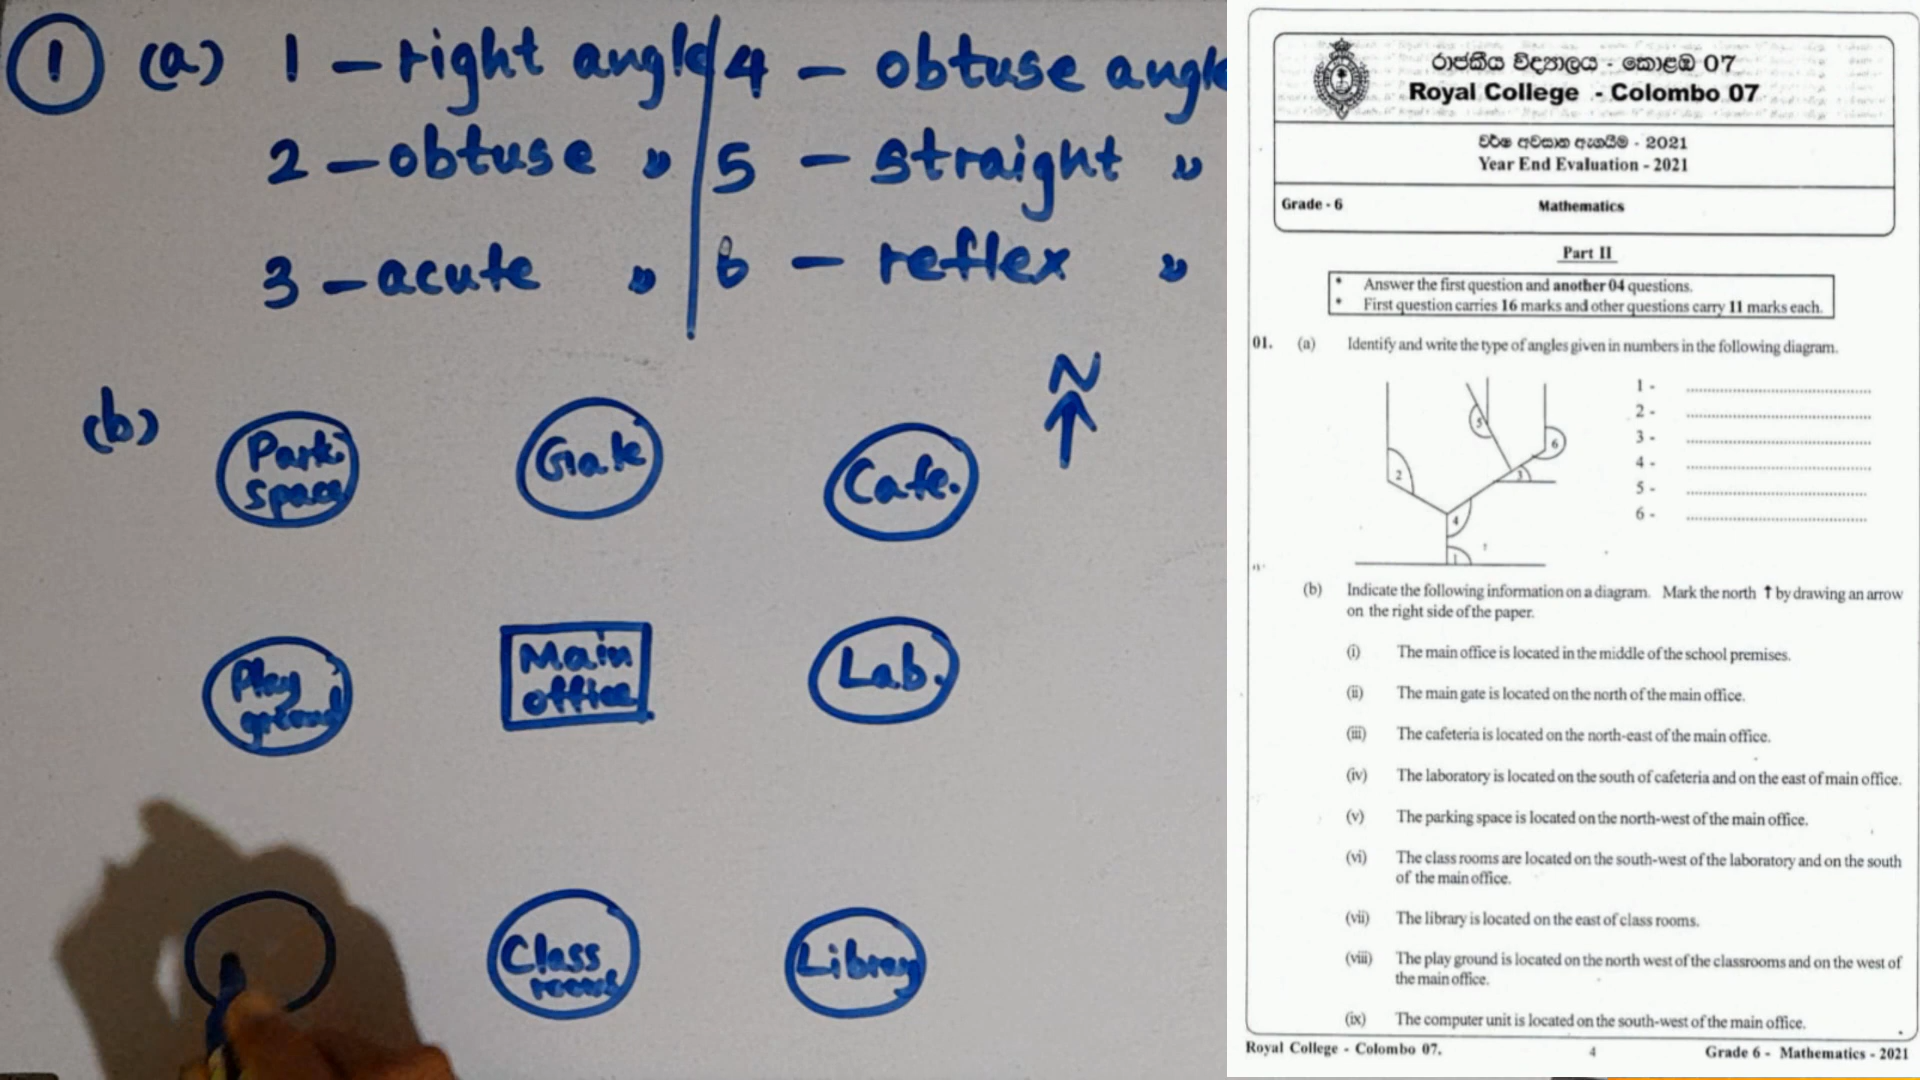 1 (a) 1 – right angle 4 – obtuse angle
2 – obtuse " 5 – straight "
3 – acute " 6 – reflex "
N
(b)
Park. space Gate Cafe.
Play ground Main office Lab.
Class rooms Library
රාජකීය විද්‍යාලය - කොළඹ 07
Royal College - Colombo 07
වර්ෂ අවසාන ඇගයීම - 2021
Year End Evaluation - 2021
Grade - 6 Mathematics
Part II
* Answer the first question and another 04 questions.
* First question carries 16 marks and other questions carry 11 marks each.
01. (a) Identify and write the type of angles given in numbers in the following diagram.
1 - ..........
2 - ..........
3 - ..........
4 - ..........
5 - ..........
6 - ..........
5
6
2
3
4
1
(b) Indicate the following information on a diagram. Mark the north ↑ by drawing an arrow
on the right side of the paper.
(i) The main office is located in the middle of the school premises.
(ii) The main gate is located on the north of the main office.
(iii) The cafeteria is located on the north-east of the main office.
(iv) The laboratory is located on the south of cafeteria and on the east of main office.
(v) The parking space is located on the north-west of the main office.
(vi) The class rooms are located on the south-west of the laboratory and on the south
of the main office.
(vii) The library is located on the east of class rooms.
(viii) The play ground is located on the north west of the classrooms and on the west of
the main office.
(ix) The computer unit is located on the south-west of the main office.
Royal College - Colombo 07. 4 Grade 6 - Mathematics - 2021